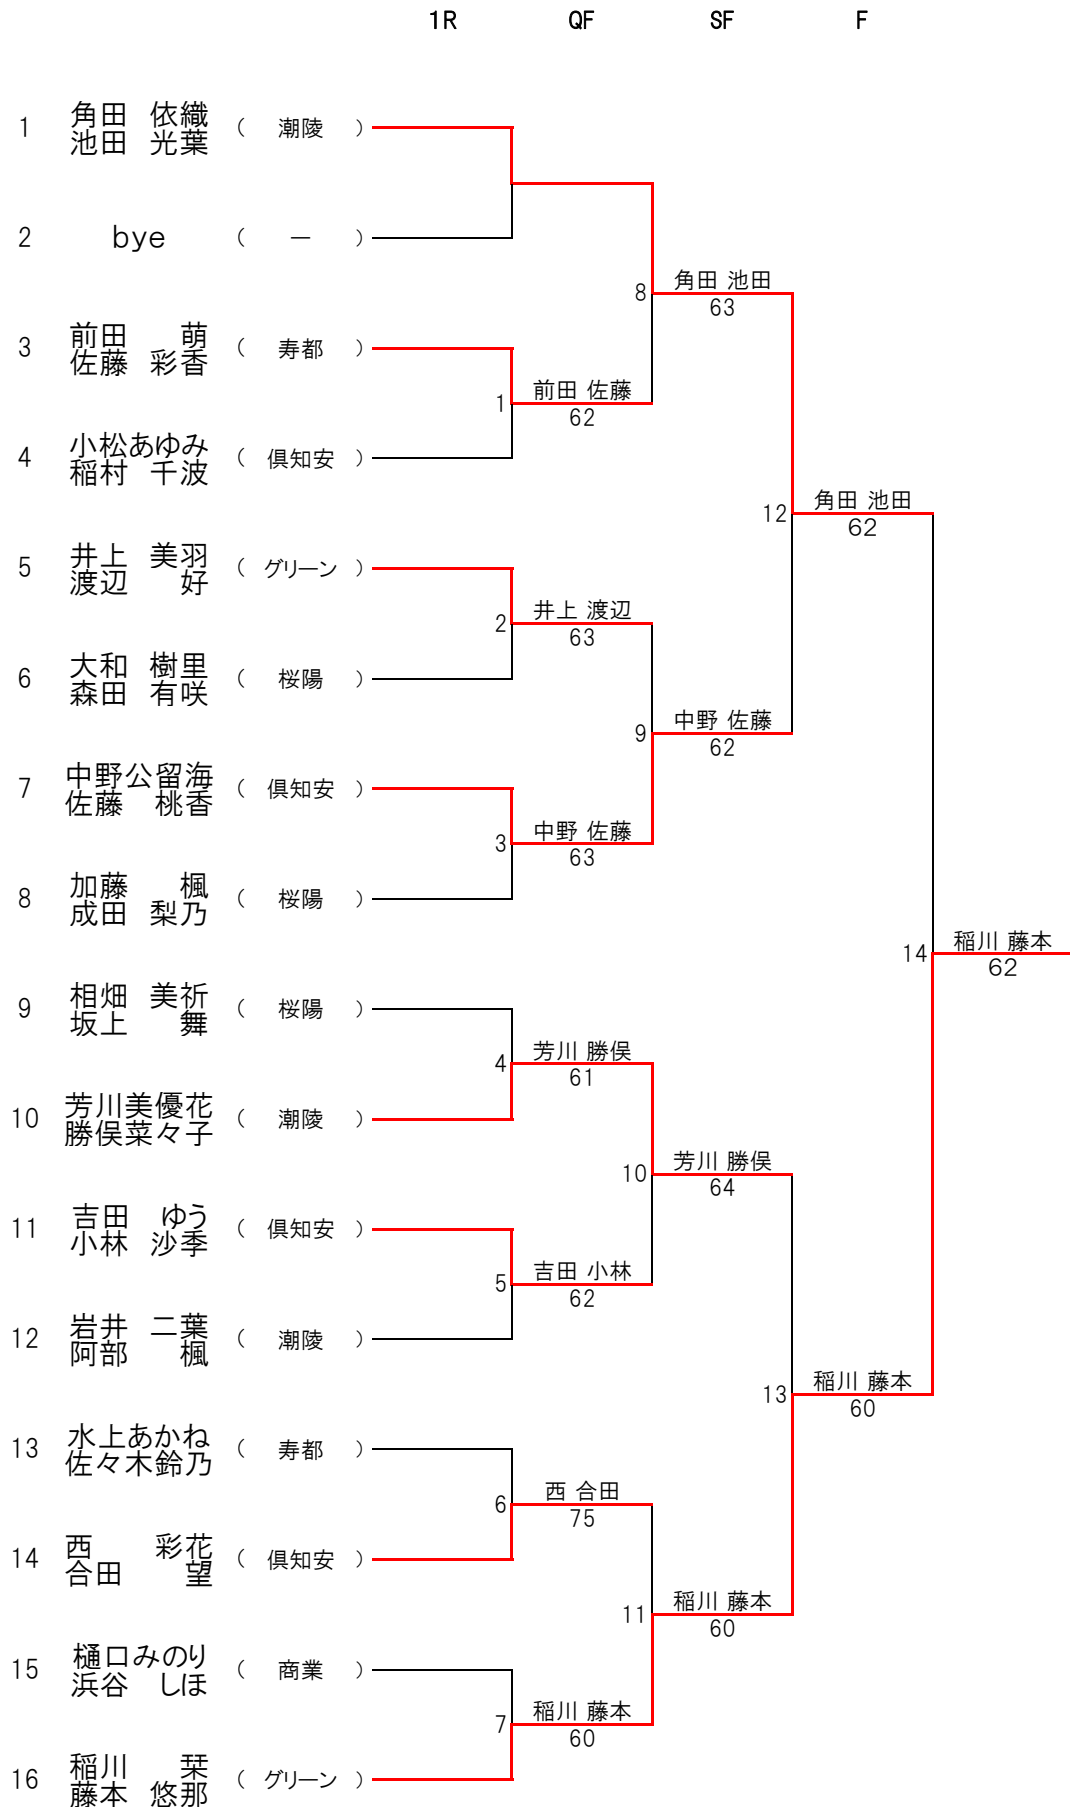 1R QF SF F
1 角田 依織 池田 光葉 ( 潮陵 )
2 bye ( ー )
8 角田 池田
63
3 前田 萌 佐藤 彩香 ( 寿都 )
1 前田 佐藤
62
4 小松あゆみ 稲村 千波 ( 倶知安 )
12 角田 池田
62
5 井上 美羽 渡辺 好 ( グリーン )
2 井上 渡辺
63
6 大和 樹里 森田 有咲 ( 桜陽 )
9 中野 佐藤
62
7 中野公留海 佐藤 桃香 ( 倶知安 )
3 中野 佐藤
63
8 加藤 楓 成田 梨乃 ( 桜陽 )
14 稲川 藤本
62
9 相畑 美祈 坂上 舞 ( 桜陽 )
4 芳川 勝俣
61
10 芳川美優花 勝俣菜々子 ( 潮陵 )
10 芳川 勝俣
64
11 吉田 ゆう 小林 沙季 ( 倶知安 )
5 吉田 小林
62
12 岩井 二葉 阿部 楓 ( 潮陵 )
13 稲川 藤本
60
13 水上あかね 佐々木鈴乃 ( 寿都 )
6 西 合田
75
14 西 彩花 合田 望 ( 倶知安 )
11 稲川 藤本
60
15 樋口みのり 浜谷 しほ ( 商業 )
7 稲川 藤本
60
16 稲川 栞 藤本 悠那 ( グリーン )